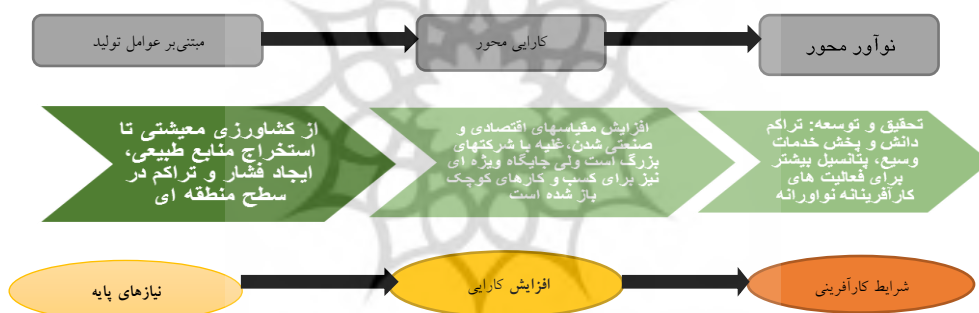 مبتنی‌بر عوامل تولید
کارایی محور
نوآور محور
از کشاورزی معیشتی تا
استخراج منابع طبیعی،
ایجاد فشار و تراکم در
سطح منطقه ای
افزایش مقیاسهای اقتصادی و
صنعتی شدن، غلبه با شرکتهای
بزرگ است ولی جایگاه ویژه ای
نیز برای کسب و کارهای کوچک
باز شده است
تحقیق و توسعه: تراکم
دانش و پخش خدمات
وسیع، پتانسیل بیشتر
برای فعالیت های
کارآفرینانه نواورانه
نیازهای پایه
افزایش کارایی
شرایط کارآفرینی